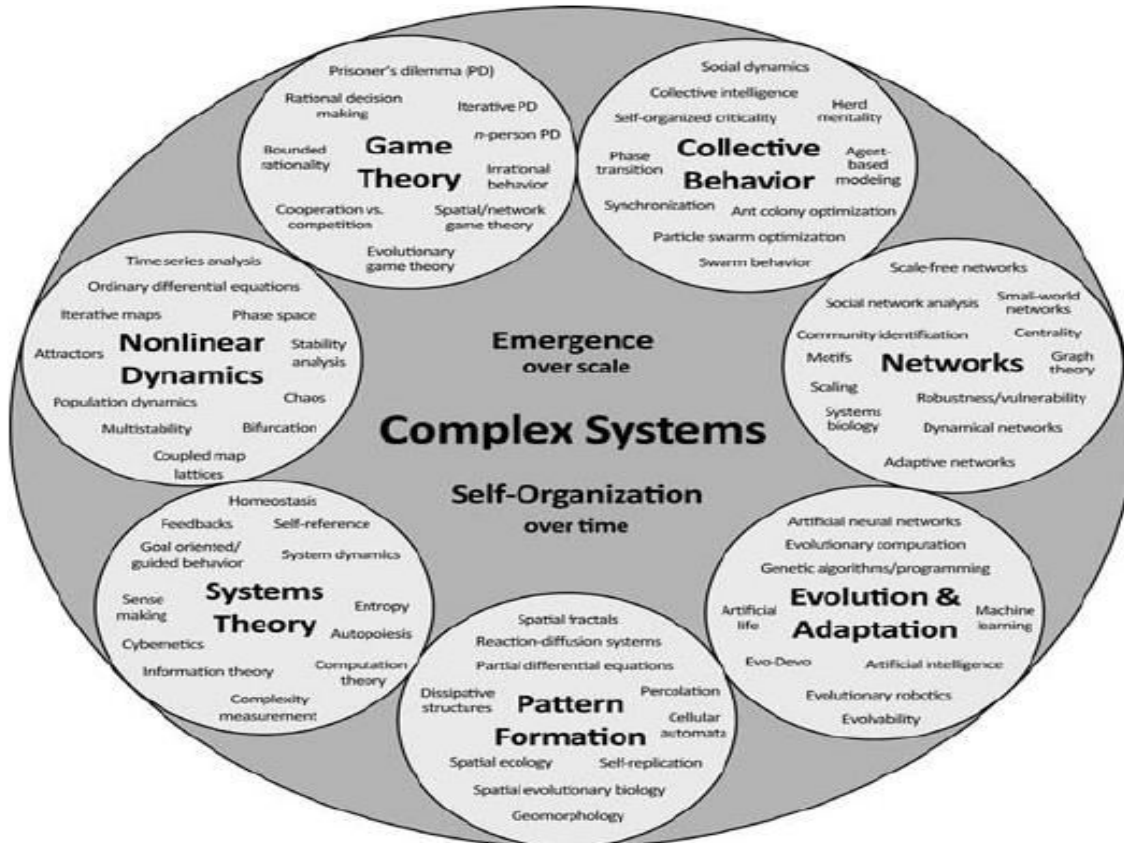 Prisoner's dilemma (PD)
Rational decision
making
Iterative PD
n-person PD
Game
Theory
Bounded
rationality
Irrational
behavior
Cooperation vs.
competition
Spatial/network
game theory
Evolutionary
game theory
Social dynamics
Collective intelligence
Herd
mentality
Self-organized criticality
Collective
Behavior
Phase
transition
Agent-
based
modeling
Synchronization
Ant colony optimization
Particle swarm optimization
Swarm behavior
Time series analysis
Ordinary differential equations
Iterative maps
Phase space
Nonlinear
Dynamics
Attractors
Stability
analysis
Population dynamics
Chaos
Multistability
Bifurcation
Coupled map
lattices
Emergence
over scale
Complex Systems
Self-Organization
over time
Scale-free networks
Social network analysis
Small-world
networks
Community identification
Centrality
Motifs
Networks
Graph
theory
Scaling
Robustness/vulnerability
Systems
biology
Dynamical networks
Adaptive networks
Homeostasis
Feedbacks
Self-reference
Goal oriented/
guided behavior
System dynamics
Systems
Theory
Sense
making
Entropy
Cybernetics
Autopoiesis
Information theory
Computation
theory
Complexity
measurement
Spatial fractals
Reaction-diffusion systems
Partial differential equations
Dissipative
structures
Percolation
Pattern
Formation
Cellular
automata
Spatial ecology
Self-replication
Spatial evolutionary biology
Geomorphology
Artificial neural networks
Evolutionary computation
Genetic algorithms/programming
Artificial
life
Evolution &
Adaptation
Machine
learning
Evo-Devo
Artificial intelligence
Evolutionary robotics
Evolvability